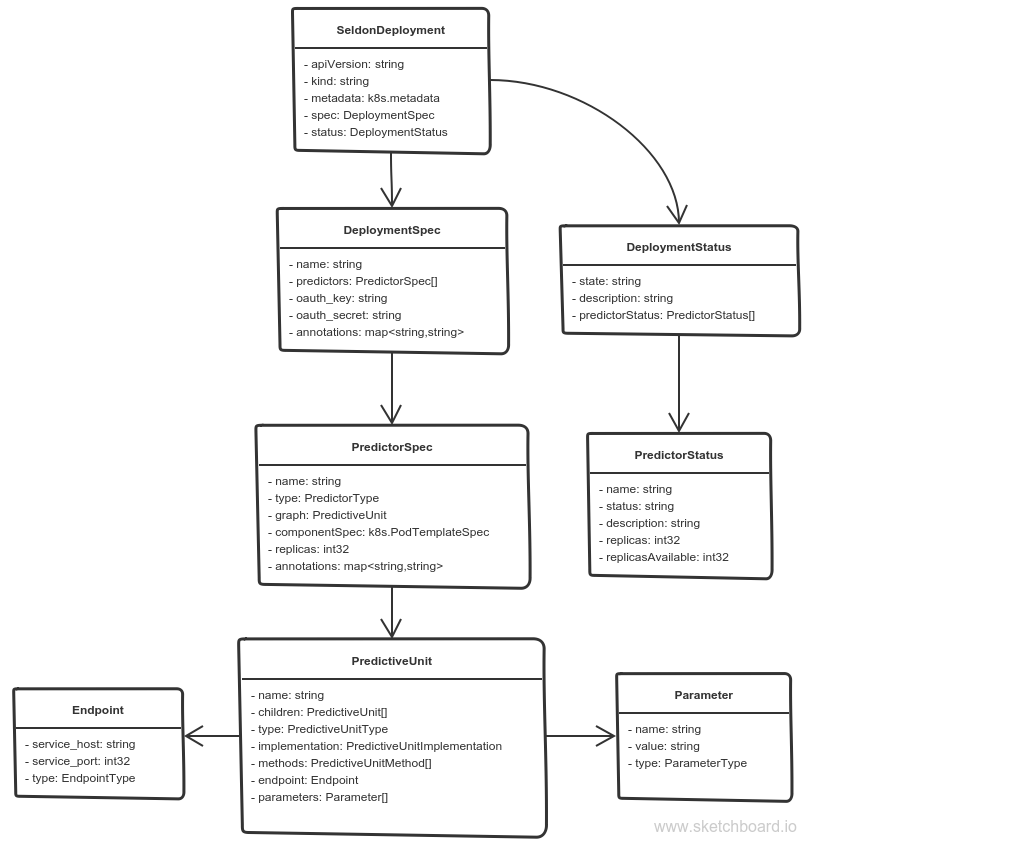 SeldonDeployment
- apiVersion: string
- kind: string
- metadata: k8s.metadata
- spec: DeploymentSpec
- status: DeploymentStatus
DeploymentSpec
- name: string
- predictors: PredictorSpec[]
- oauth_key: string
- oauth_secret: string
- annotations: map<string,string>
DeploymentStatus
- state: string
- description: string
- predictorStatus: PredictorStatus[]
PredictorSpec
- name: string
- type: PredictorType
- graph: PredictiveUnit
- componentSpec: k8s.PodTemplateSpec
- replicas: int32
- annotations: map<string,string>
PredictorStatus
- name: string
- status: string
- description: string
- replicas: int32
- replicasAvailable: int32
Endpoint
- service_host: string
- service_port: int32
- type: EndpointType
PredictiveUnit
- name: string
- children: PredictiveUnit[]
- type: PredictiveUnitType
- implementation: PredictiveUnitImplementation
- methods: PredictiveUnitMethod[]
- endpoint: Endpoint
- parameters: Parameter[]
Parameter
- name: string
- value: string
- type: ParameterType
www.sketchboard.io